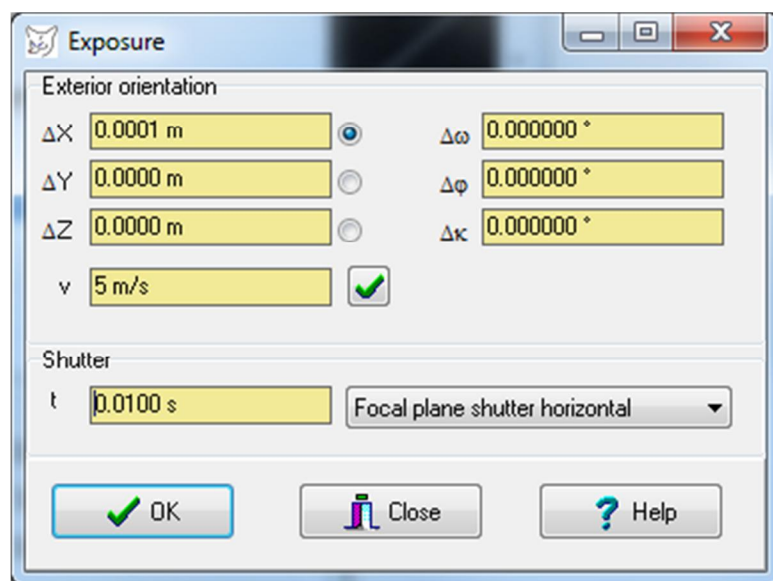 Exposure
Exterior orientation
ΔX 0.0001 m Δω 0.000000 °
ΔY 0.0000 m Δφ 0.000000 °
ΔZ 0.0000 m Δκ 0.000000 °
v 5 m/s
Shutter
t 0.0100 s Focal plane shutter horizontal
OK Close Help